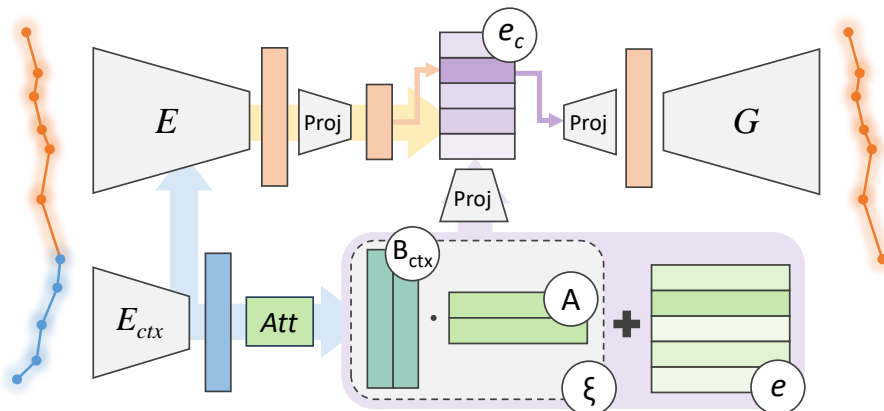 e_c
E
Proj
Proj
G
Proj
B_ctx
A
E_ctx
Att
·
+
ξ
e